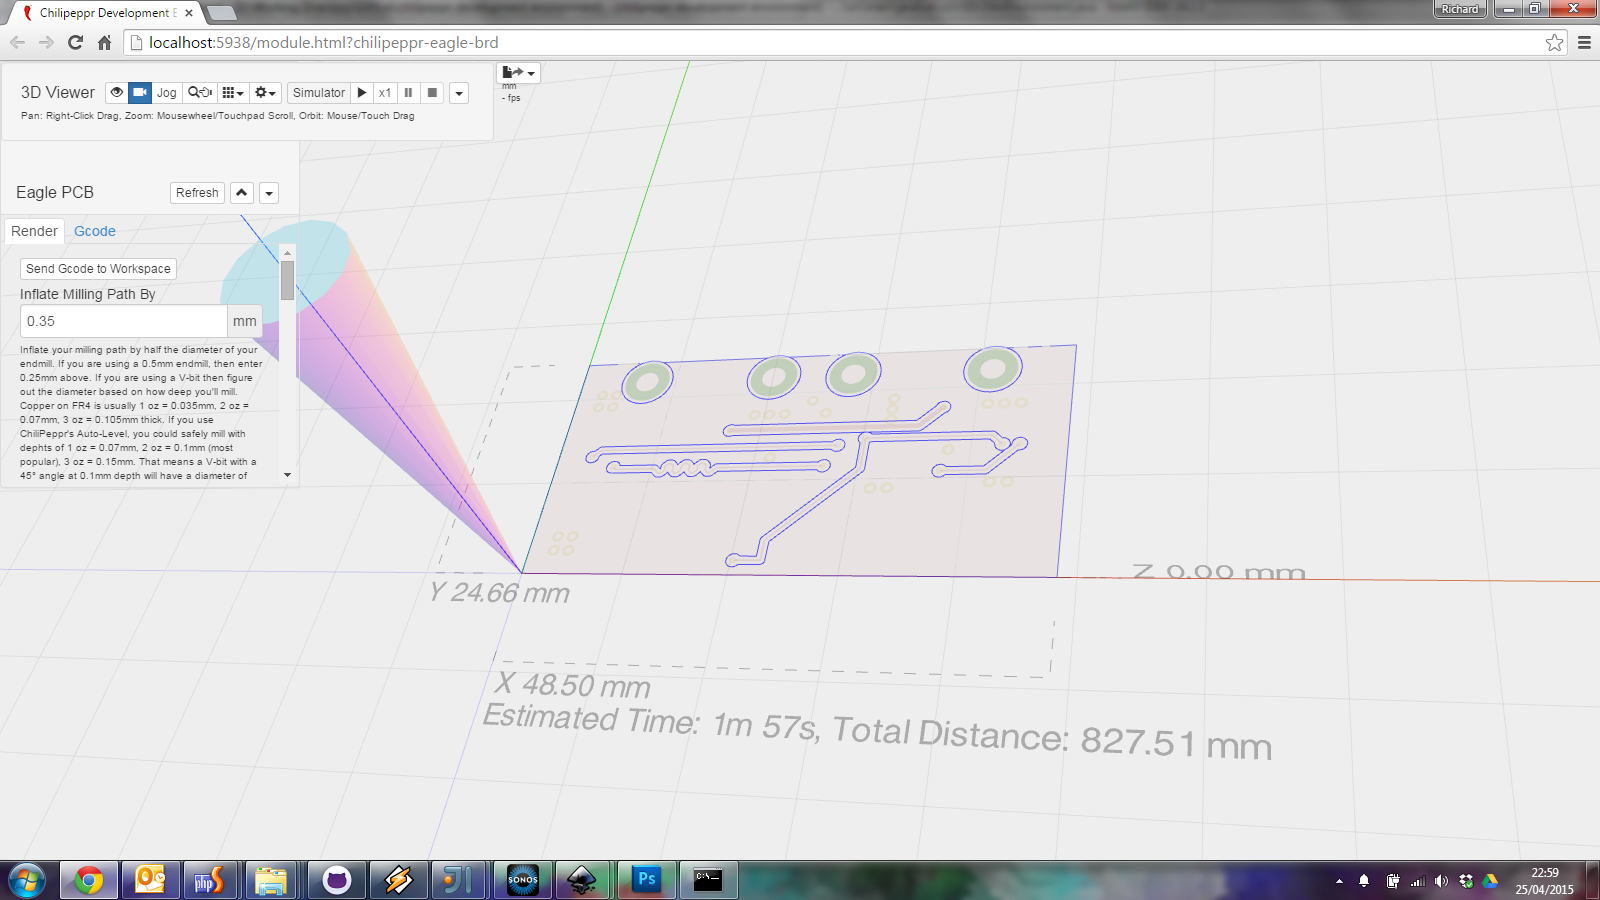 Chilipeppr Development E
Richard
localhost:5938/module.html?chilipeppr-eagle-brd
3D Viewer
Jog
Simulator
x1
mm
- fps
Pan: Right-Click Drag, Zoom: Mousewheel/Touchpad Scroll, Orbit: Mouse/Touch Drag
Eagle PCB
Refresh
Render
Gcode
Send Gcode to Workspace
Inflate Milling Path By
0.35
mm
Inflate your milling path by half the diameter of your
endmill. If you are using a 0.5mm endmill, then enter
0.25mm above. If you are using a V-bit then figure
out the diameter based on how deep you'll mill.
Copper on FR4 is usually 1 oz = 0.035mm, 2 oz =
0.07mm, 3 oz = 0.105mm thick. If you use
ChiliPeppr's Auto-Level, you could safely mill with
dephts of 1 oz = 0.07mm, 2 oz = 0.1mm (most
popular), 3 oz = 0.15mm. That means a V-bit with a
45° angle at 0.1mm depth will have a diameter of
Z 0.00 mm
Y 24.66 mm
X 48.50 mm
Estimated Time: 1m 57s, Total Distance: 827.51 mm
php
JI
SONOS
Ps
C:\.
22:59
25/04/2015